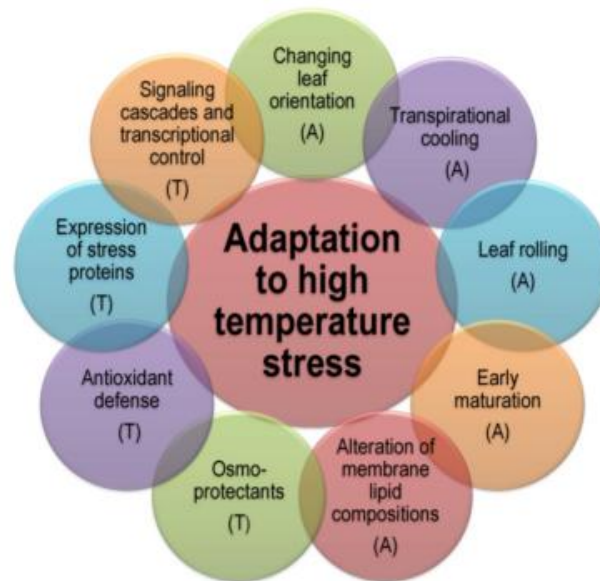 Changing
leaf
orientation
(A)
Transpirational
cooling
(A)
Leaf rolling
(A)
Early
maturation
(A)
Alteration of
membrane
lipid
compositions
(A)
Osmo-
protectants
(T)
Antioxidant
defense
(T)
Expression
of stress
proteins
(T)
Signaling
cascades and
transcriptional
control
(T)
Adaptation
to high
temperature
stress